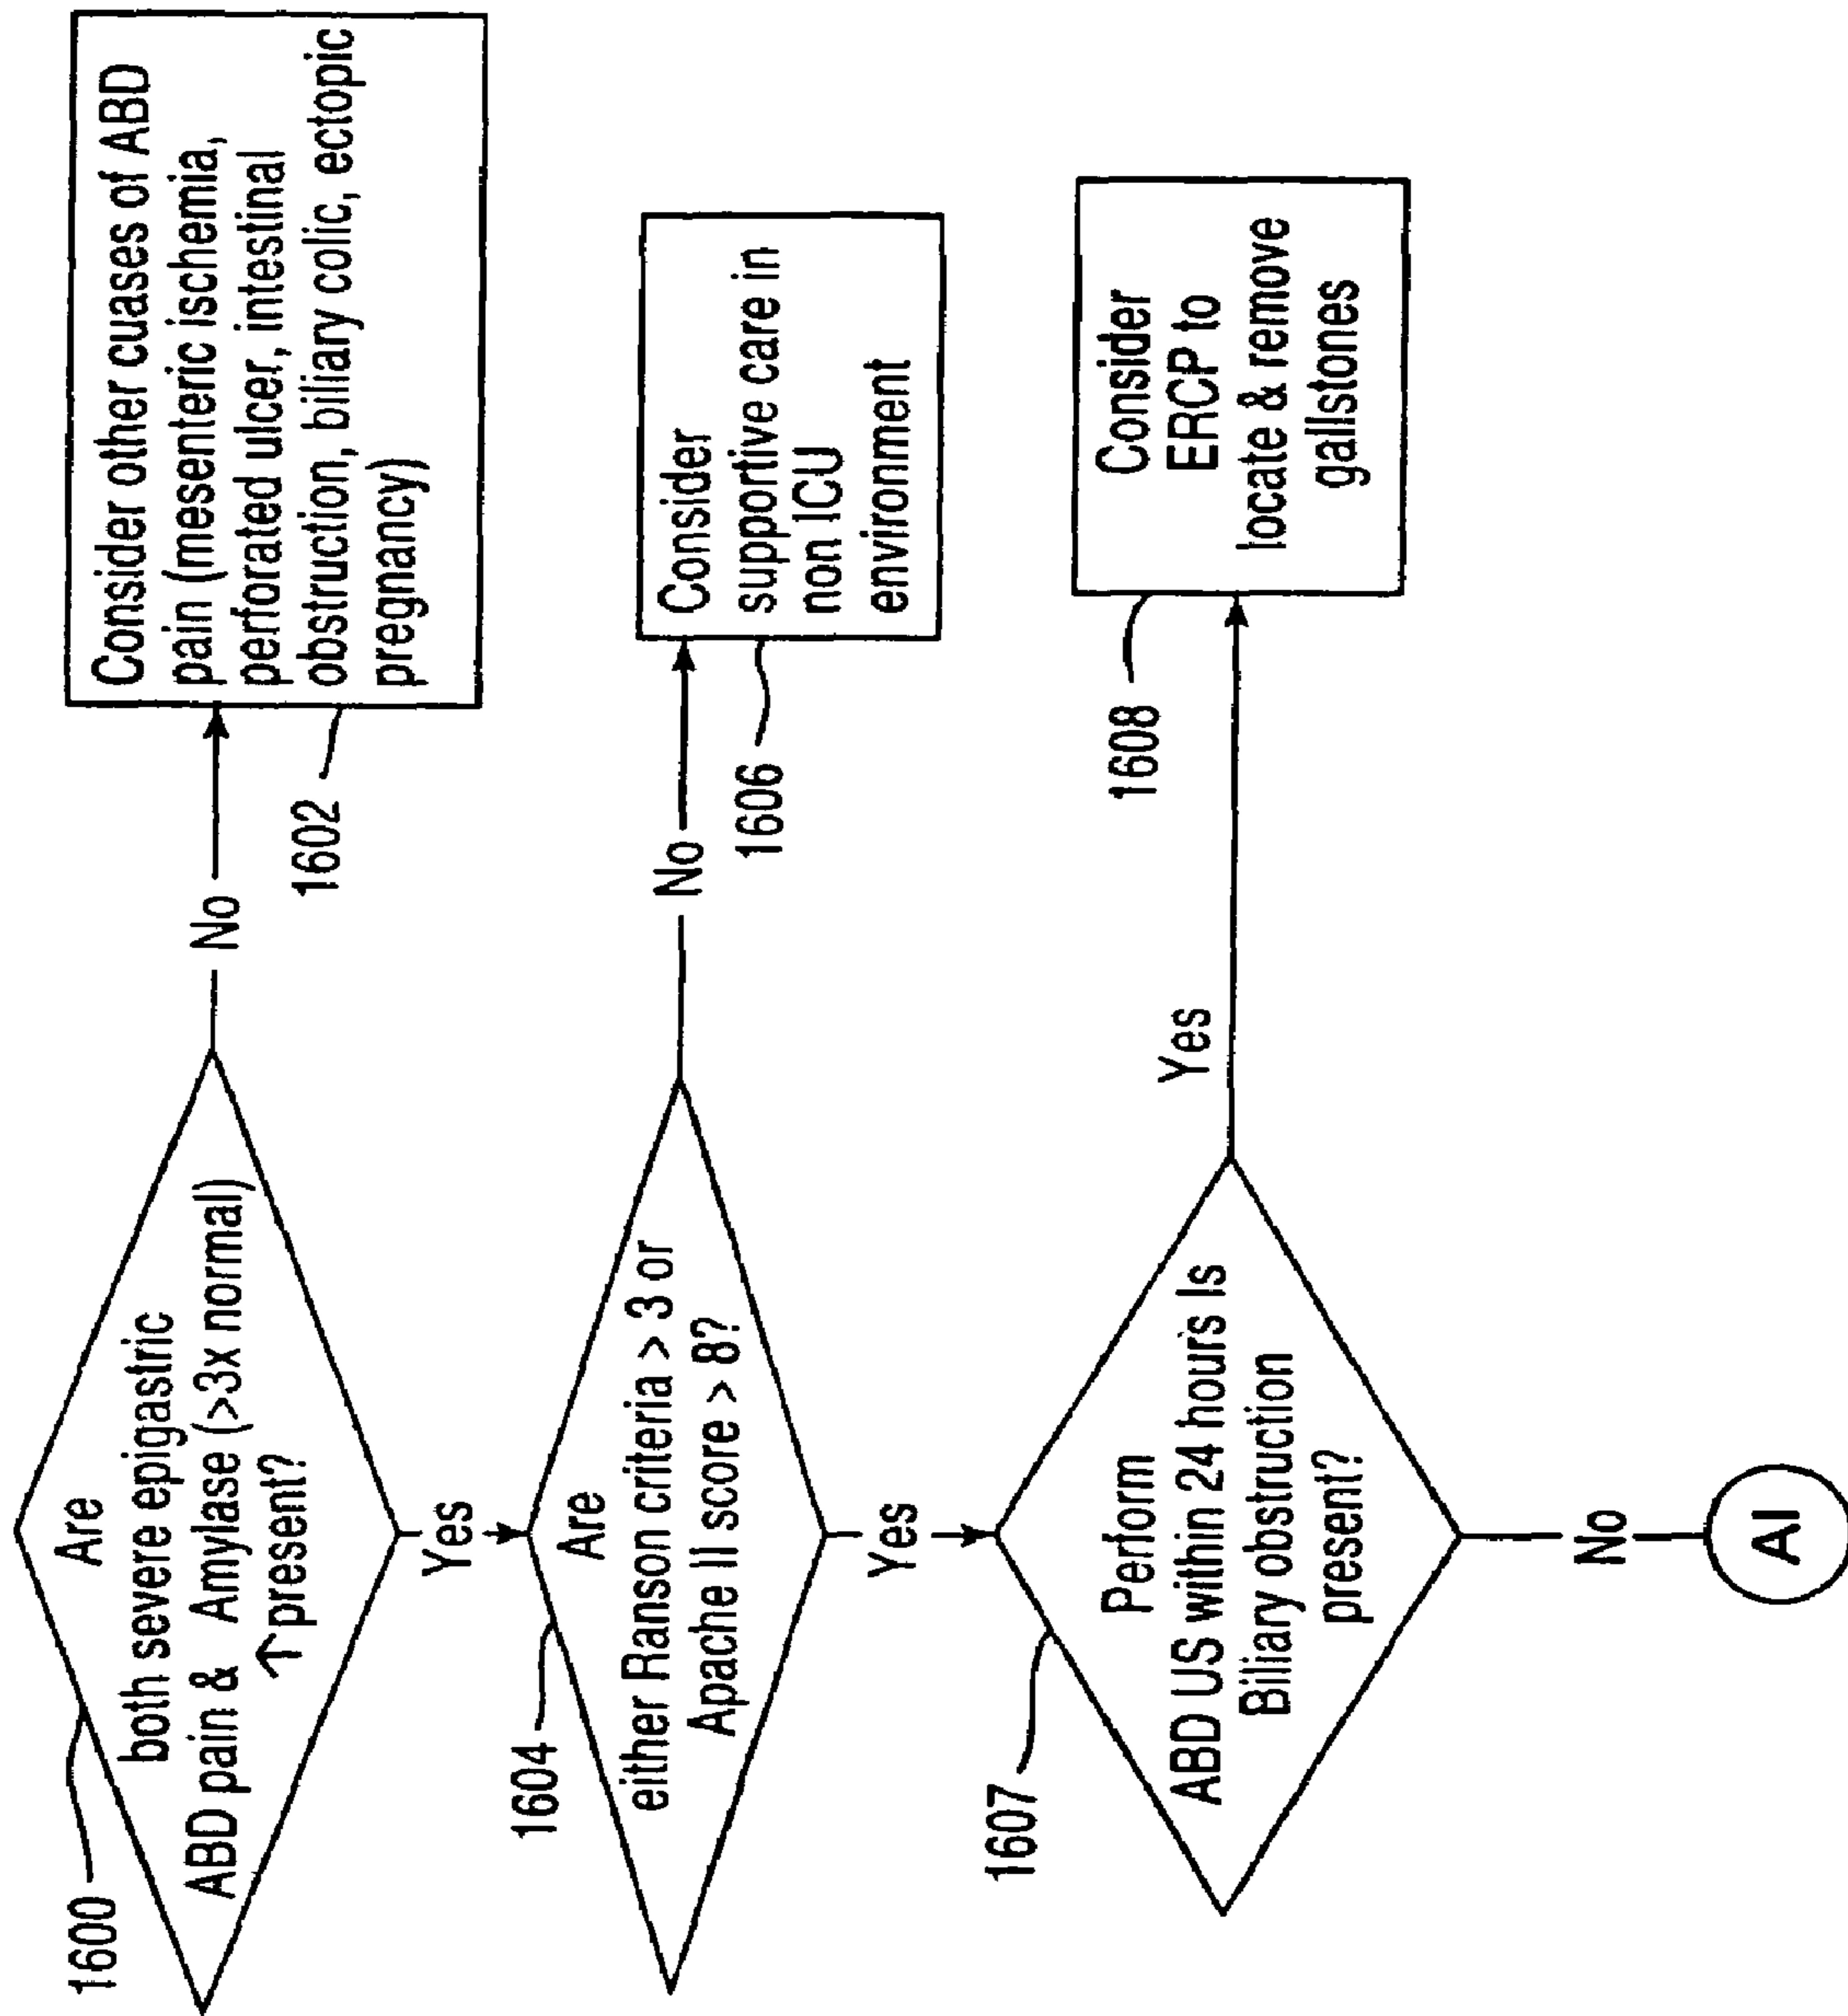 Are
both severe epigastric
ABD pain & Amylase (>3x normal)
↑ present?
1600
No
Consider other cuases of ABD
pain (mesenteric ischemia,
perforated ulcer, intestinal
obstruction, biliary colic, ectopic
pregnancy)
1602
Yes
Are
either Ranson criteria > 3 or
Apache II score > 8?
1604
No
Consider
supportive care in
non ICU
environment
1606
Yes
Perform
ABD US within 24 hours Is
Biliary obstruction
present?
1607
Yes
Consider
ERCP to
locate & remove
gallstones
1608
No
AI